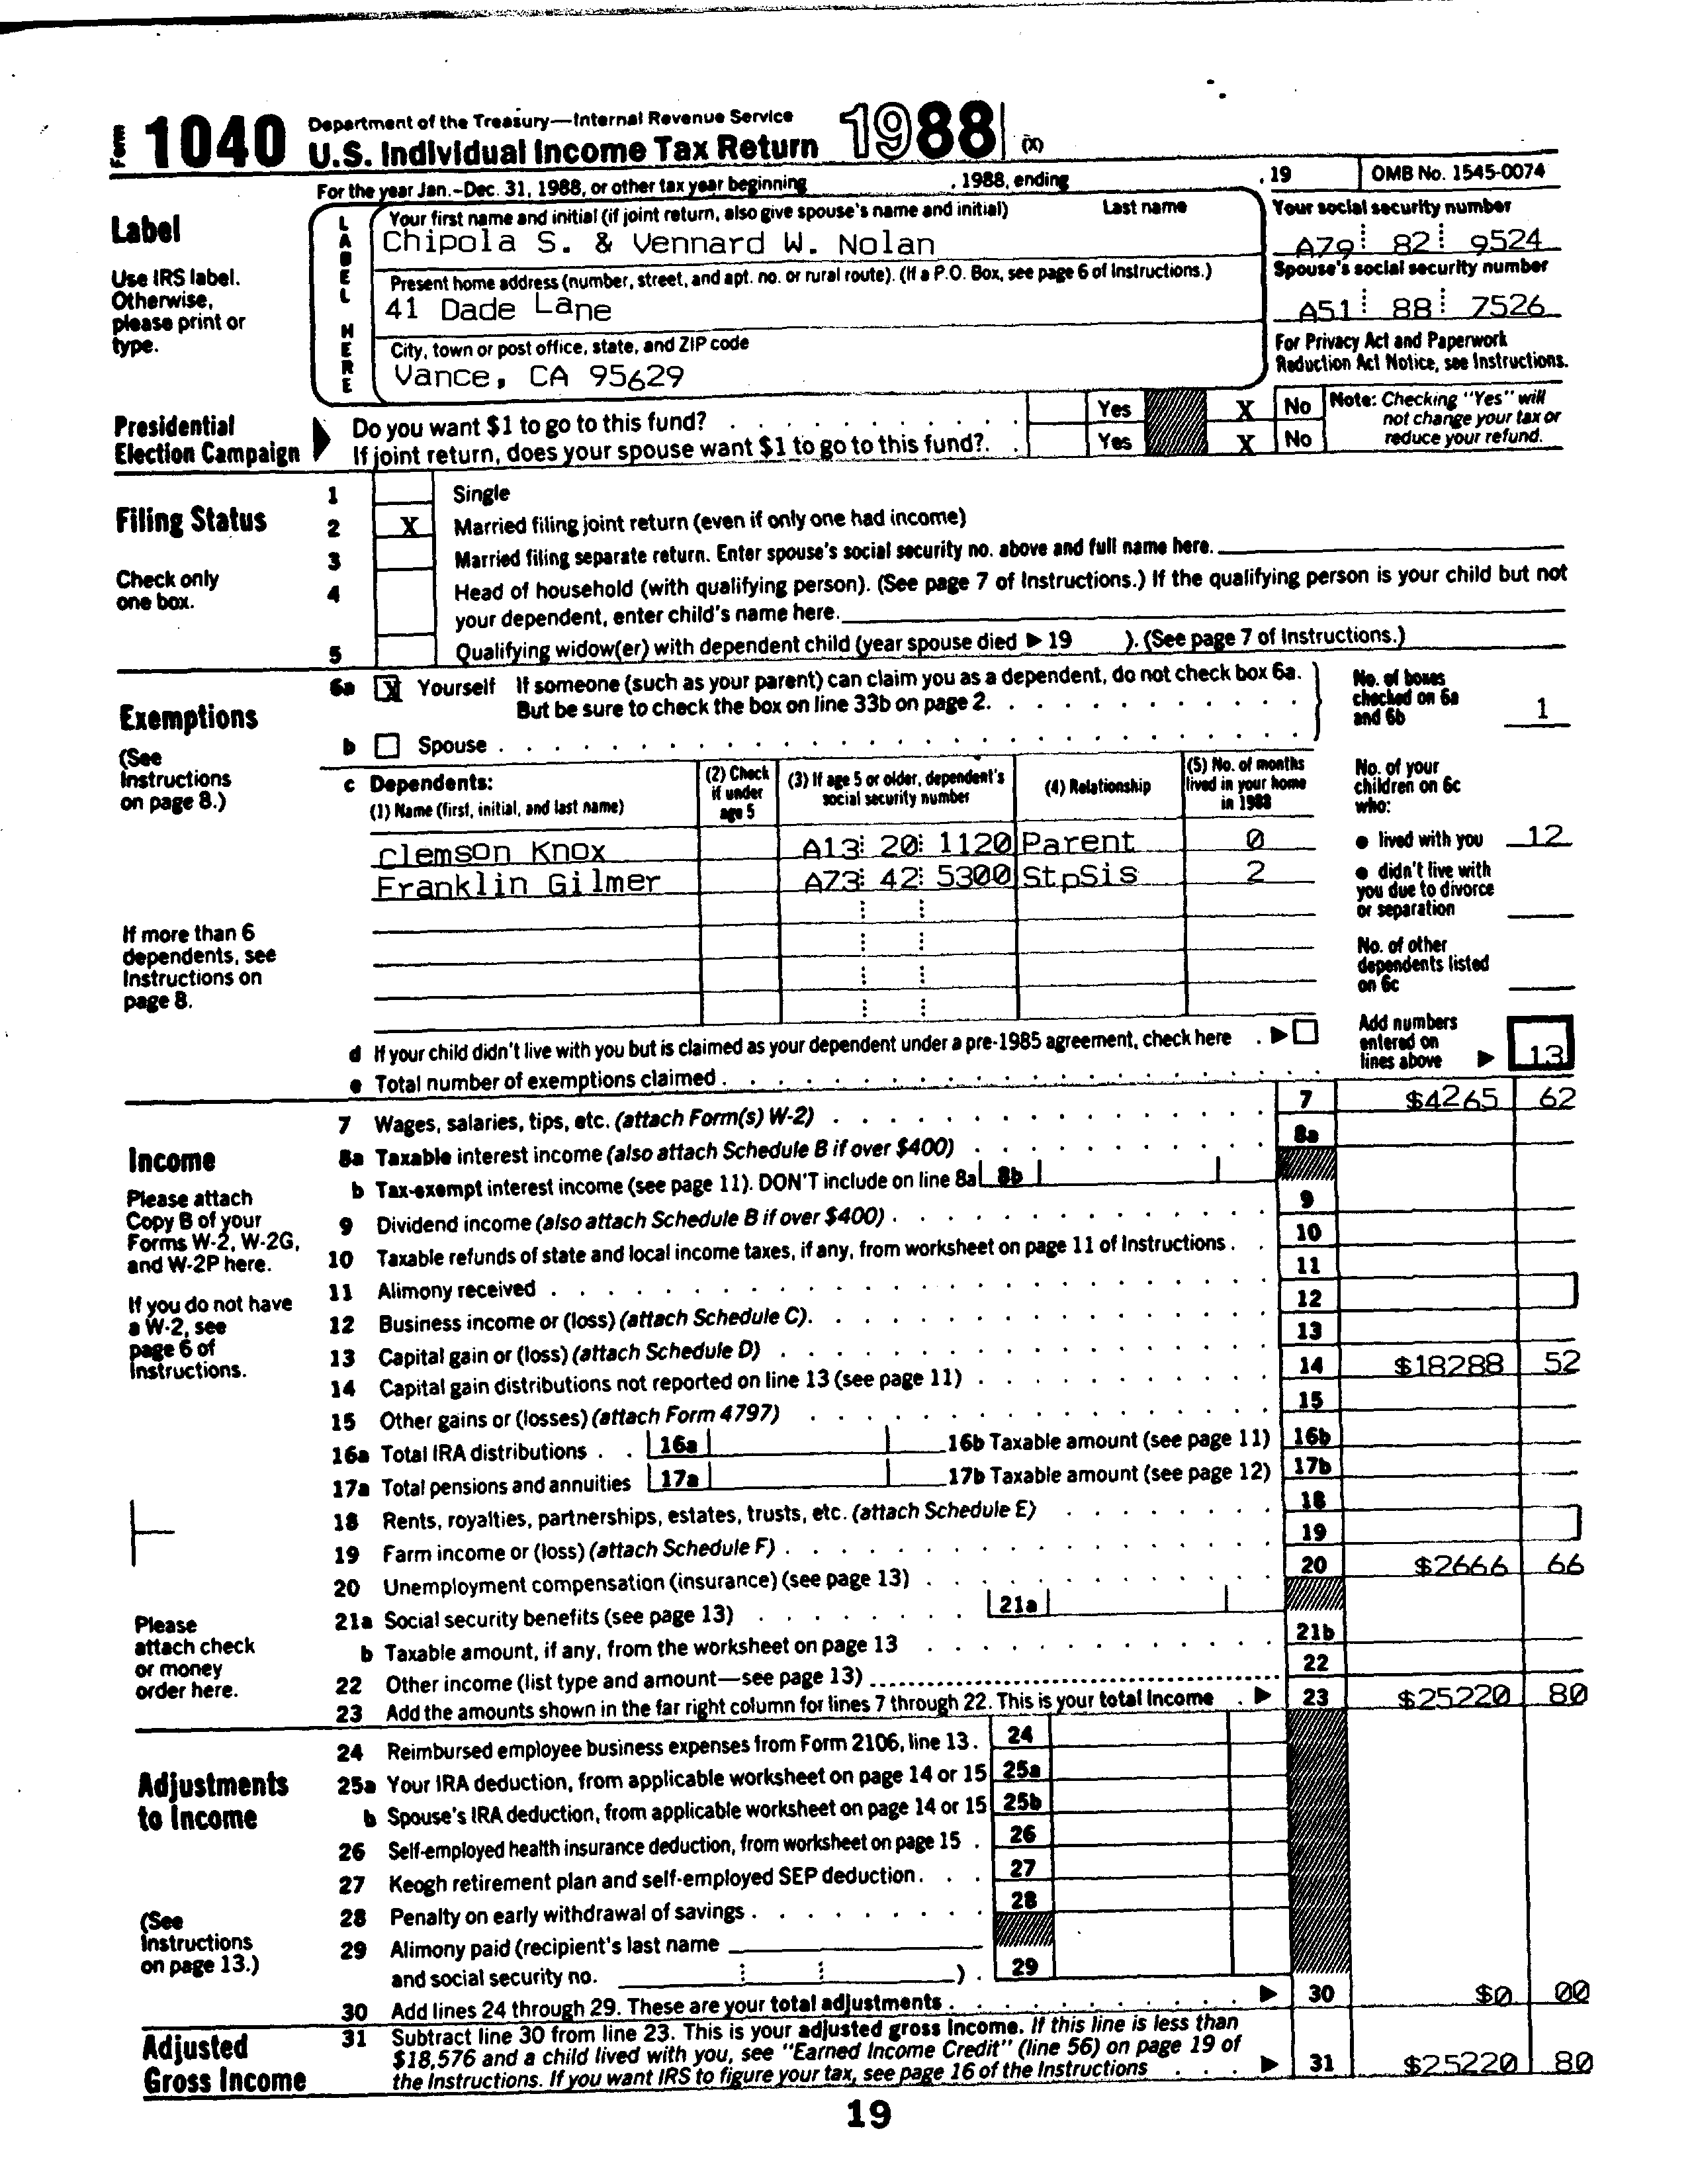 Form 1040 Department of the Treasury—Internal Revenue Service
U.S. Individual Income Tax Return 1988 (X)
For the year Jan.-Dec. 31, 1988, or other tax year beginning , 1988, ending , 19 OMB No. 1545-0074
Label
Use IRS label.
Otherwise,
please print or
type.
LABEL HERE
Your first name and initial (if joint return, also give spouse's name and initial) Last name
Chipola S. & Vennard W. Nolan
Your social security number
A79 82 9524
Present home address (number, street, and apt. no. or rural route). (If a P.O. Box, see page 6 of Instructions.)
41 Dade Lane
Spouse's social security number
A51 88 7526
City, town or post office, state, and ZIP code
Vance, CA 95629
For Privacy Act and Paperwork
Reduction Act Notice, see Instructions.
Presidential
Election Campaign
Do you want $1 to go to this fund? Yes X No
If joint return, does your spouse want $1 to go to this fund?. Yes X No
Note: Checking "Yes" will
not change your tax or
reduce your refund.
Filing Status
Check only
one box.
1 Single
2 X Married filing joint return (even if only one had income)
3 Married filing separate return. Enter spouse's social security no. above and full name here.
4 Head of household (with qualifying person). (See page 7 of Instructions.) If the qualifying person is your child but not
your dependent, enter child's name here.
5 Qualifying widow(er) with dependent child (year spouse died ▶ 19 ). (See page 7 of Instructions.)
Exemptions
(See
Instructions
on page 8.)
If more than 6
dependents, see
Instructions on
page 8.
6a X Yourself If someone (such as your parent) can claim you as a dependent, do not check box 6a.
But be sure to check the box on line 33b on page 2.
b Spouse
No. of boxes
checked on 6a
and 6b 1
c Dependents:
(1) Name (first, initial, and last name)
(2) Check
if under
age 5
(3) If age 5 or older, dependent's
social security number
(4) Relationship
(5) No. of months
lived in your home
in 1988
clemson Knox A13 20 1120 Parent 0
Franklin Gilmer A73 42 5300 StpSis 2
No. of your
children on 6c
who:
● lived with you 12
● didn't live with
you due to divorce
or separation
No. of other
dependents listed
on 6c
d If your child didn't live with you but is claimed as your dependent under a pre-1985 agreement, check here ▶
e Total number of exemptions claimed
Add numbers
entered on
lines above ▶ 13
Income
Please attach
Copy B of your
Forms W-2, W-2G,
and W-2P here.
If you do not have
a W-2, see
page 6 of
Instructions.
Please
attach check
or money
order here.
7 Wages, salaries, tips, etc. (attach Form(s) W-2) 7 $4265 62
8a Taxable interest income (also attach Schedule B if over $400) 8a
b Tax-exempt interest income (see page 11). DON'T include on line 8a 8b
9 Dividend income (also attach Schedule B if over $400) 9
10 Taxable refunds of state and local income taxes, if any, from worksheet on page 11 of Instructions 10
11 Alimony received 11
12 Business income or (loss) (attach Schedule C) 12
13 Capital gain or (loss) (attach Schedule D) 13
14 Capital gain distributions not reported on line 13 (see page 11) 14 $18288 52
15 Other gains or (losses) (attach Form 4797) 15
16a Total IRA distributions 16a 16b Taxable amount (see page 11) 16b
17a Total pensions and annuities 17a 17b Taxable amount (see page 12) 17b
18 Rents, royalties, partnerships, estates, trusts, etc. (attach Schedule E) 18
19 Farm income or (loss) (attach Schedule F) 19
20 Unemployment compensation (insurance) (see page 13) 20 $2666 66
21a Social security benefits (see page 13) 21a
b Taxable amount, if any, from the worksheet on page 13 21b
22 Other income (list type and amount—see page 13) 22
23 Add the amounts shown in the far right column for lines 7 through 22. This is your total income ▶ 23 $25220 80
Adjustments
to Income
(See
Instructions
on page 13.)
24 Reimbursed employee business expenses from Form 2106, line 13. 24
25a Your IRA deduction, from applicable worksheet on page 14 or 15 25a
b Spouse's IRA deduction, from applicable worksheet on page 14 or 15 25b
26 Self-employed health insurance deduction, from worksheet on page 15 26
27 Keogh retirement plan and self-employed SEP deduction 27
28 Penalty on early withdrawal of savings 28
29 Alimony paid (recipient's last name
and social security no. ) 29
30 Add lines 24 through 29. These are your total adjustments ▶ 30 $0 00
Adjusted
Gross Income
31 Subtract line 30 from line 23. This is your adjusted gross income. If this line is less than
$18,576 and a child lived with you, see "Earned Income Credit" (line 56) on page 19 of
the Instructions. If you want IRS to figure your tax, see page 16 of the Instructions ▶ 31 $25220 80
19